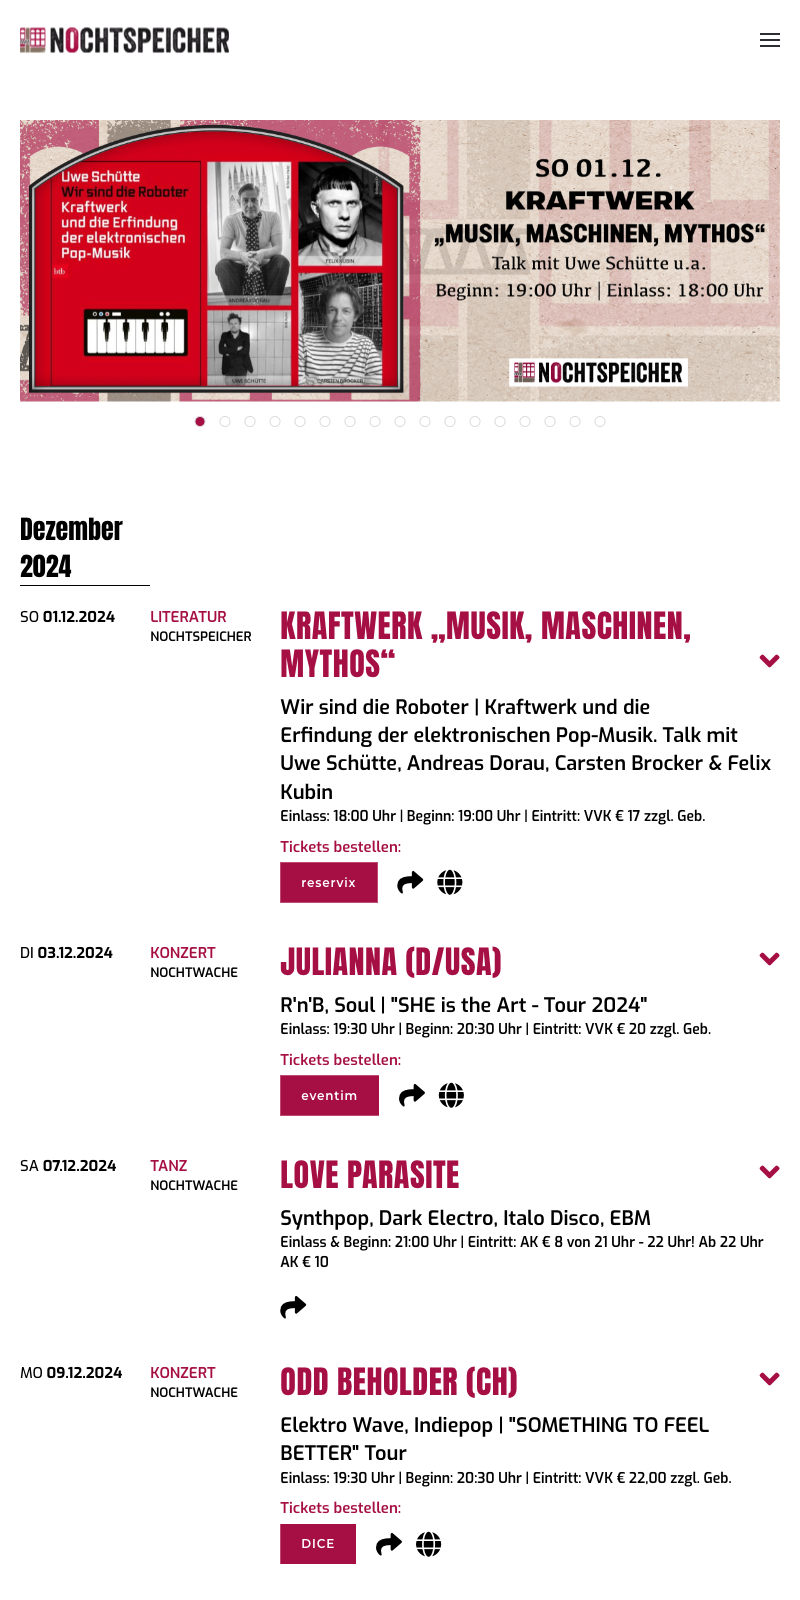 NOCHTSPEICHER
Uwe Schütte
Wir sind die Roboter
Kraftwerk
und die Erfindung
der elektronischen
Pop-Musik
btb
FELIX KUBIN
ANDREAS DORAU
UWE SCHÜTTE
CARSTEN BROCKER
SO 01.12.
KRAFTWERK
„MUSIK, MASCHINEN, MYTHOS“
Talk mit Uwe Schütte u.a.
Beginn: 19:00 Uhr | Einlass: 18:00 Uhr
NOCHTSPEICHER
Dezember
2024
SO 01.12.2024
LITERATUR
NOCHTSPEICHER
KRAFTWERK „MUSIK, MASCHINEN,
MYTHOS“
Wir sind die Roboter | Kraftwerk und die
Erfindung der elektronischen Pop-Musik. Talk mit
Uwe Schütte, Andreas Dorau, Carsten Brocker & Felix
Kubin
Einlass: 18:00 Uhr | Beginn: 19:00 Uhr | Eintritt: VVK € 17 zzgl. Geb.
Tickets bestellen:
reservix
DI 03.12.2024
KONZERT
NOCHTWACHE
JULIANNA (D/USA)
R'n'B, Soul | "SHE is the Art - Tour 2024"
Einlass: 19:30 Uhr | Beginn: 20:30 Uhr | Eintritt: VVK € 20 zzgl. Geb.
Tickets bestellen:
eventim
SA 07.12.2024
TANZ
NOCHTWACHE
LOVE PARASITE
Synthpop, Dark Electro, Italo Disco, EBM
Einlass & Beginn: 21:00 Uhr | Eintritt: AK € 8 von 21 Uhr - 22 Uhr! Ab 22 Uhr
AK € 10
MO 09.12.2024
KONZERT
NOCHTWACHE
ODD BEHOLDER (CH)
Elektro Wave, Indiepop | "SOMETHING TO FEEL
BETTER" Tour
Einlass: 19:30 Uhr | Beginn: 20:30 Uhr | Eintritt: VVK € 22,00 zzgl. Geb.
Tickets bestellen:
DICE